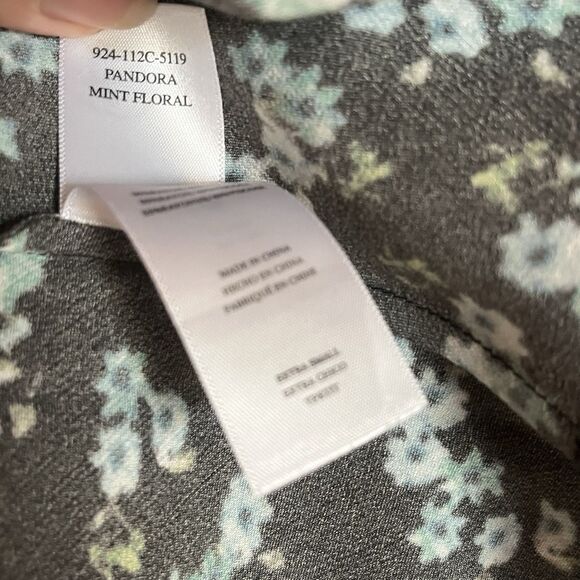 924-112C-5119
PANDORA
MINT FLORAL
MADE IN CHINA
HECHO EN CHINA
FABRIQUÉ EN CHINE
EXTRA SMALL
EXTRA CHICO